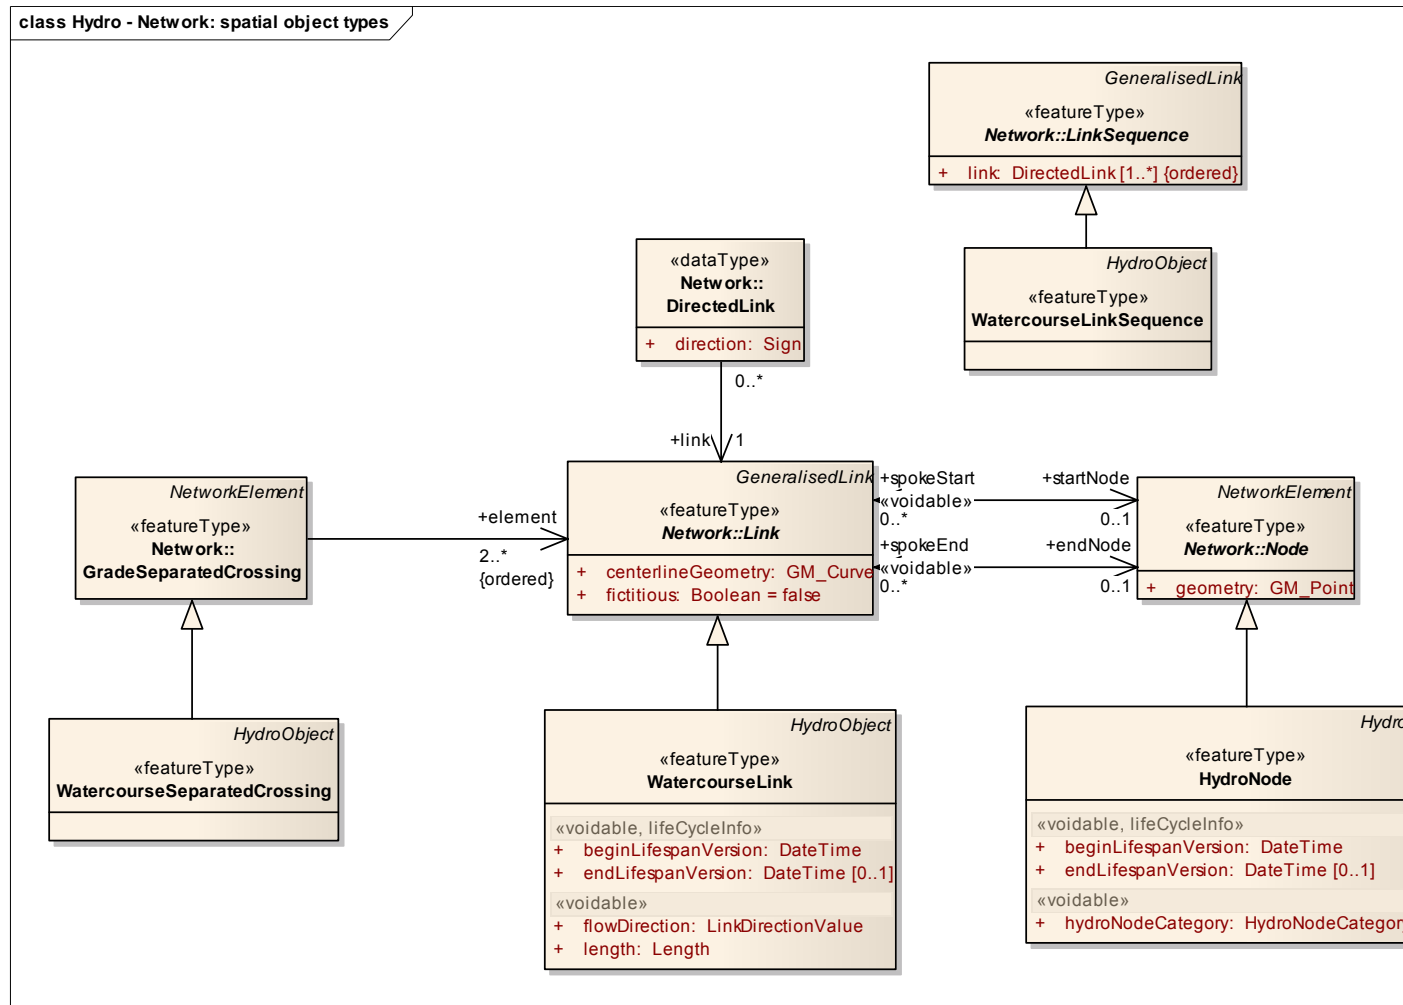 class Hydro - Network: spatial object types
GeneralisedLink
«featureType»
Network::LinkSequence
+ link: DirectedLink [1..*] {ordered}
HydroObject
«featureType»
WatercourseLinkSequence
«dataType»
Network::
DirectedLink
+ direction: Sign
0..*
+link
1
NetworkElement
«featureType»
Network::
GradeSeparatedCrossing
+element
2..*
{ordered}
GeneralisedLink
«featureType»
Network::Link
+ centerlineGeometry: GM_Curve
+ fictitious: Boolean = false
+spokeStart
«voidable»
0..*
+startNode
0..1
+spokeEnd
«voidable»
0..*
+endNode
0..1
NetworkElement
«featureType»
Network::Node
+ geometry: GM_Point
HydroObject
«featureType»
WatercourseSeparatedCrossing
HydroObject
«featureType»
WatercourseLink
«voidable, lifeCycleInfo»
+ beginLifespanVersion: DateTime
+ endLifespanVersion: DateTime [0..1]
«voidable»
+ flowDirection: LinkDirectionValue
+ length: Length
Hydro
«featureType»
HydroNode
«voidable, lifeCycleInfo»
+ beginLifespanVersion: DateTime
+ endLifespanVersion: DateTime [0..1]
«voidable»
+ hydroNodeCategory: HydroNodeCategory